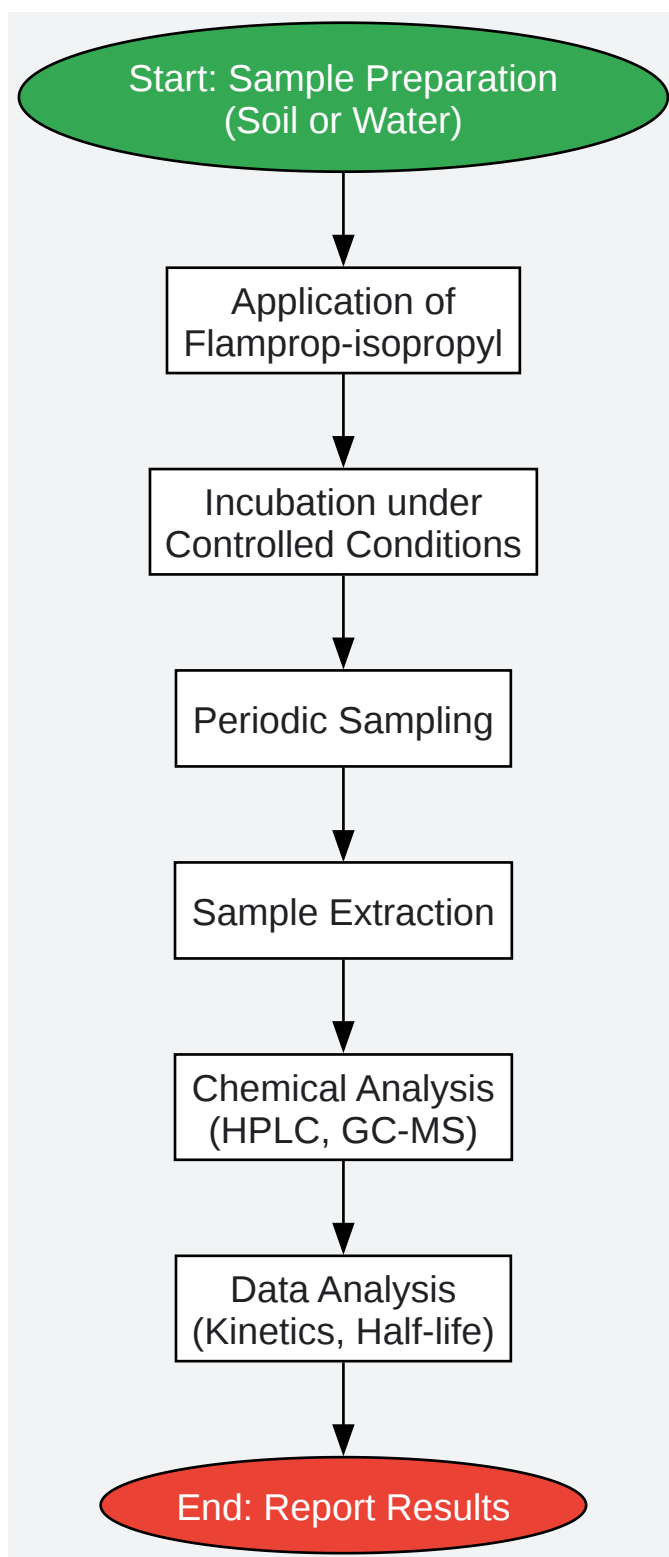 Start: Sample Preparation
(Soil or Water)
Application of
Flamprop-isopropyl
Incubation under
Controlled Conditions
Periodic Sampling
Sample Extraction
Chemical Analysis
(HPLC, GC-MS)
Data Analysis
(Kinetics, Half-life)
End: Report Results